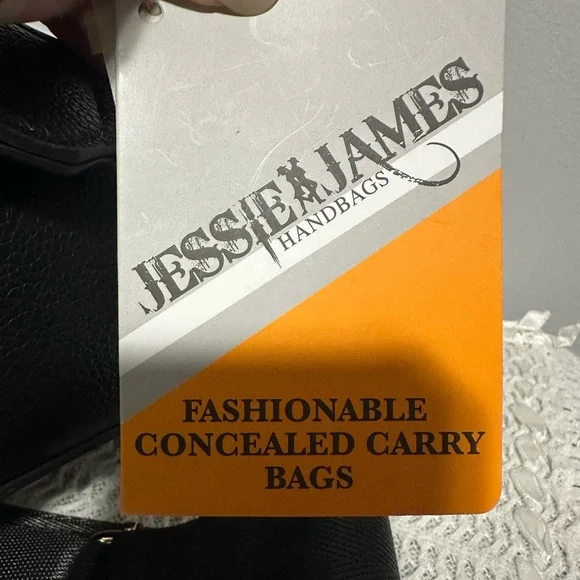 JESSIE & JAMES
HANDBAGS
FASHIONABLE
CONCEALED CARRY
BAGS